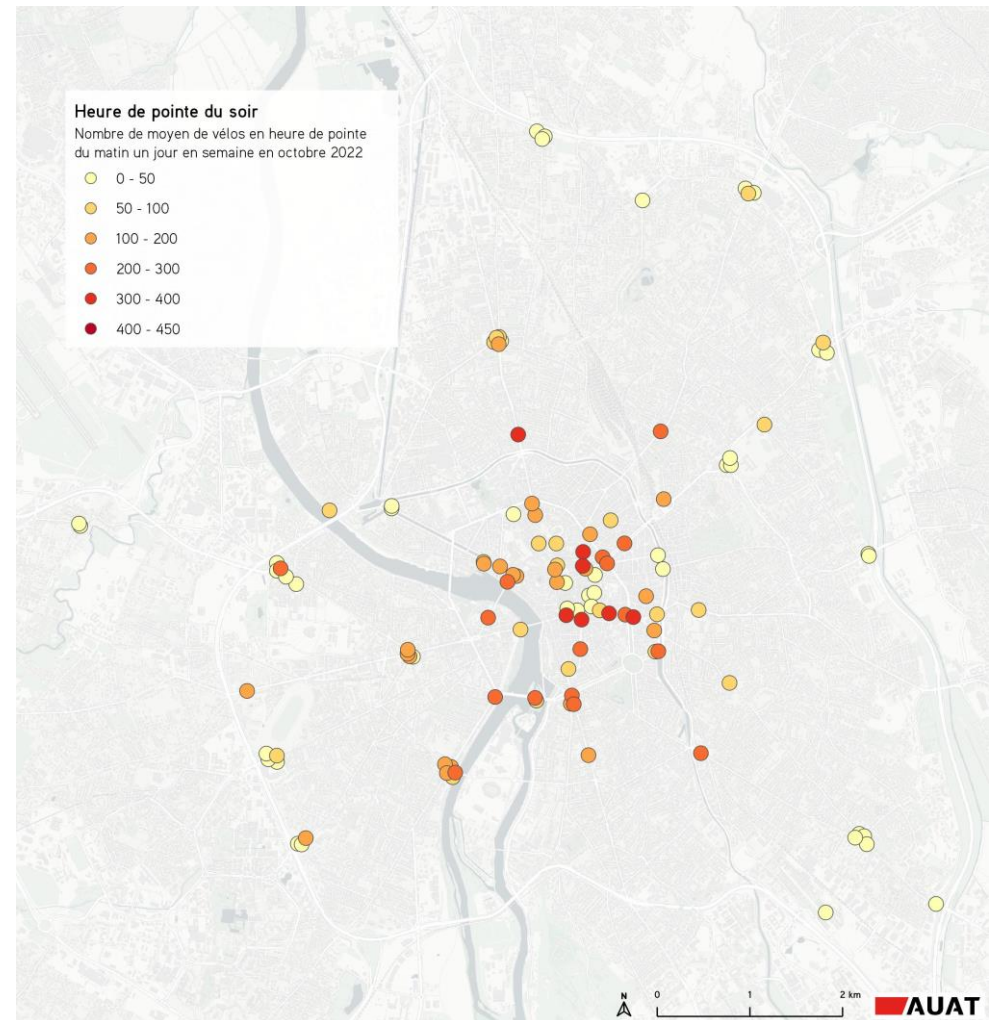 Heure de pointe du soir
Nombre de moyen de vélos en heure de pointe
du matin un jour en semaine en octobre 2022
0 - 50
50 - 100
100 - 200
200 - 300
300 - 400
400 - 450
N
0 1 2 km
AUAT